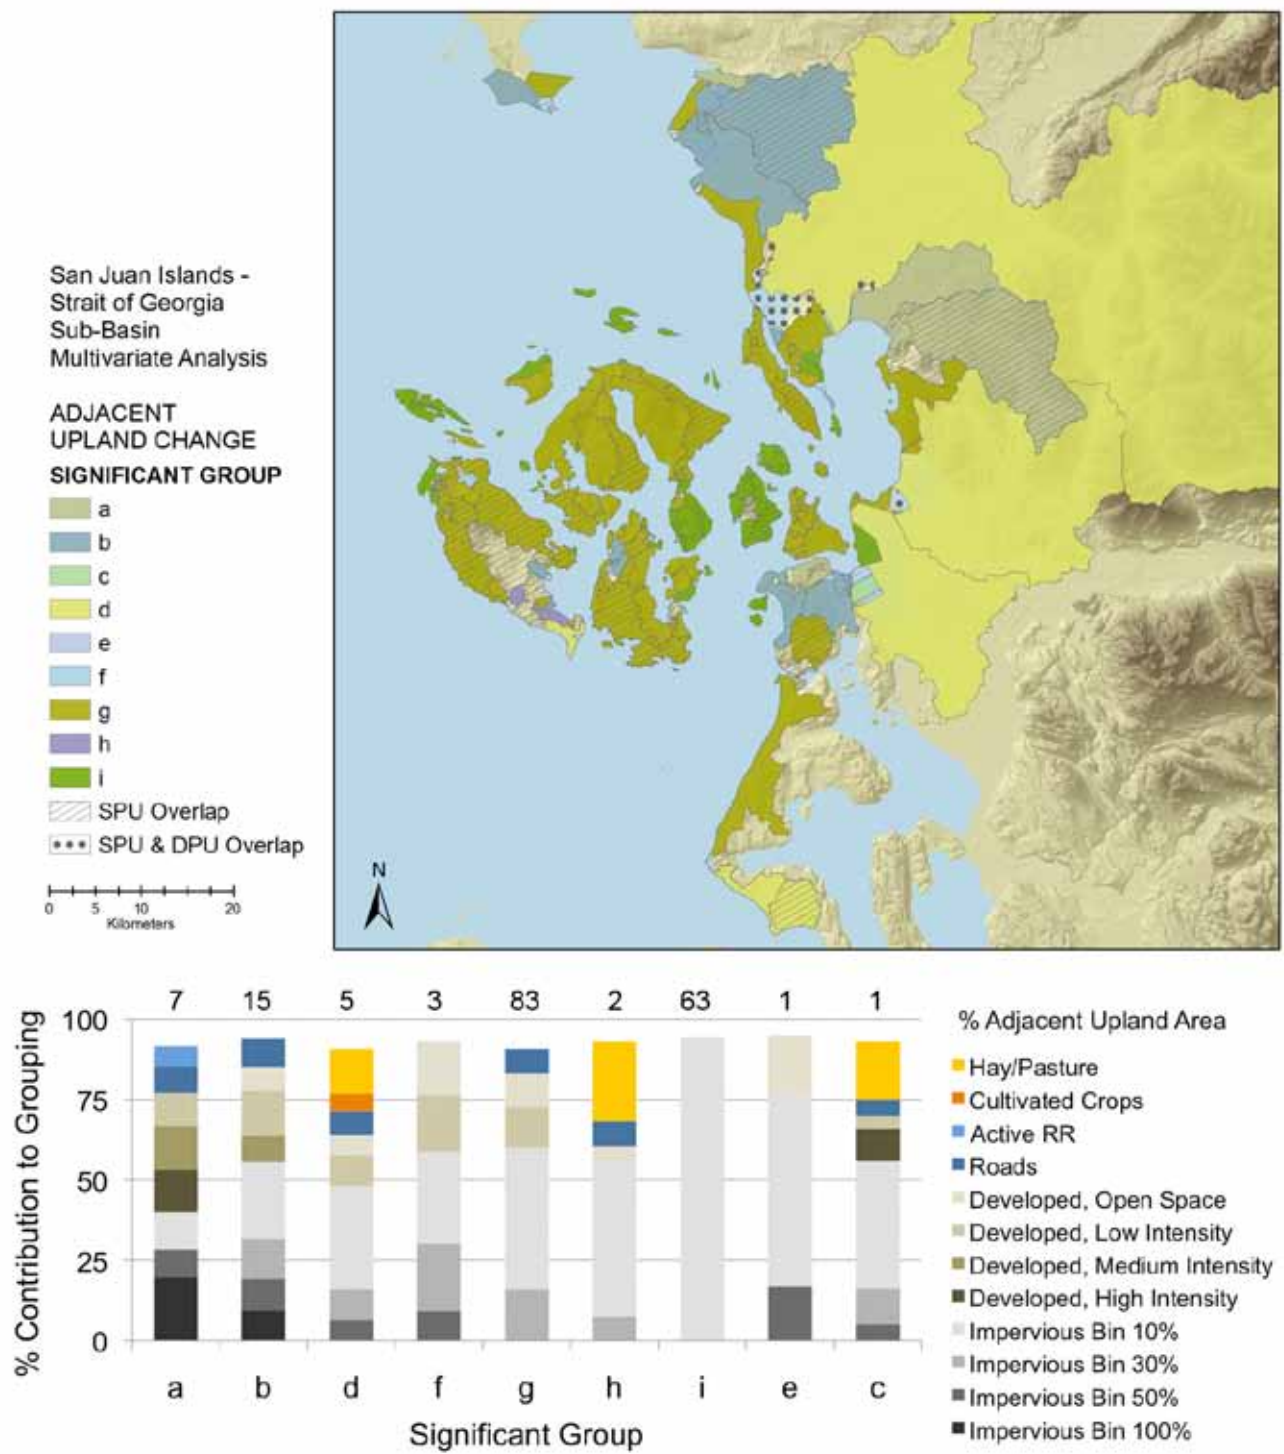 San Juan Islands -
Strait of Georgia
Sub-Basin
Multivariate Analysis
ADJACENT
UPLAND CHANGE
SIGNIFICANT GROUP
a
b
c
d
e
f
g
h
i
SPU Overlap
SPU & DPU Overlap
0 5 10 20
Kilometers
N
7 15 5 3 83 2 63 1 1
% Contribution to Grouping
100
75
50
25
0
a b d f g h i e c
Significant Group
% Adjacent Upland Area
Hay/Pasture
Cultivated Crops
Active RR
Roads
Developed, Open Space
Developed, Low Intensity
Developed, Medium Intensity
Developed, High Intensity
Impervious Bin 10%
Impervious Bin 30%
Impervious Bin 50%
Impervious Bin 100%